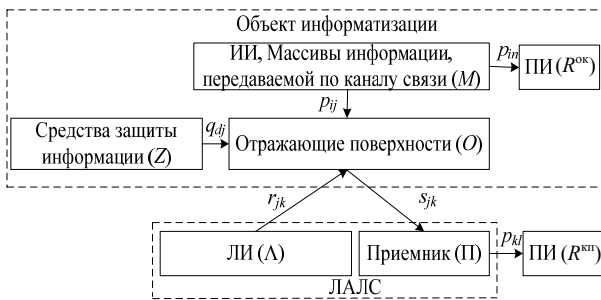 Объект информатизации
ИИ, Массивы информации,
передаваемой по каналу связи (M)
p_in
ПИ (R^ок)
p_ij
Средства защиты
информации (Z)
q_dj
Отражающие поверхности (O)
r_jk
s_jk
ЛИ (Λ)
Приемник (П)
p_kl
ПИ (R^кп)
ЛАЛС